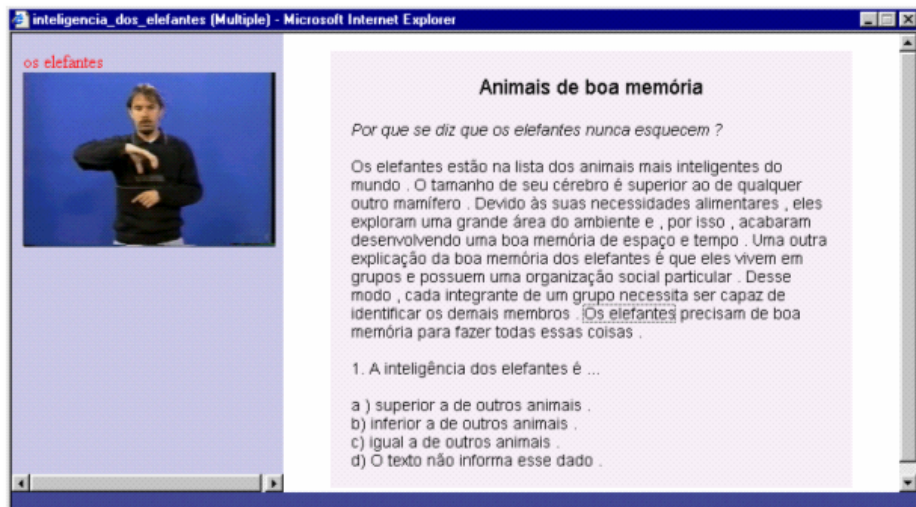 inteligencia_dos_elefantes (Multiple) - Microsoft Internet Explorer
os elefantes
Animais de boa memória
Por que se diz que os elefantes nunca esquecem ?
Os elefantes estão na lista dos animais mais inteligentes do
mundo . O tamanho de seu cérebro é superior ao de qualquer
outro mamífero . Devido às suas necessidades alimentares , eles
exploram uma grande área do ambiente e , por isso , acabaram
desenvolvendo uma boa memória de espaço e tempo . Uma outra
explicação da boa memória dos elefantes é que eles vivem em
grupos e possuem uma organização social particular . Desse
modo , cada integrante de um grupo necessita ser capaz de
identificar os demais membros . Os elefantes precisam de boa
memória para fazer todas essas coisas .
1. A inteligência dos elefantes é ...
a ) superior a de outros animais .
b) inferior a de outros animais .
c) igual a de outros animais .
d) O texto não informa esse dado .